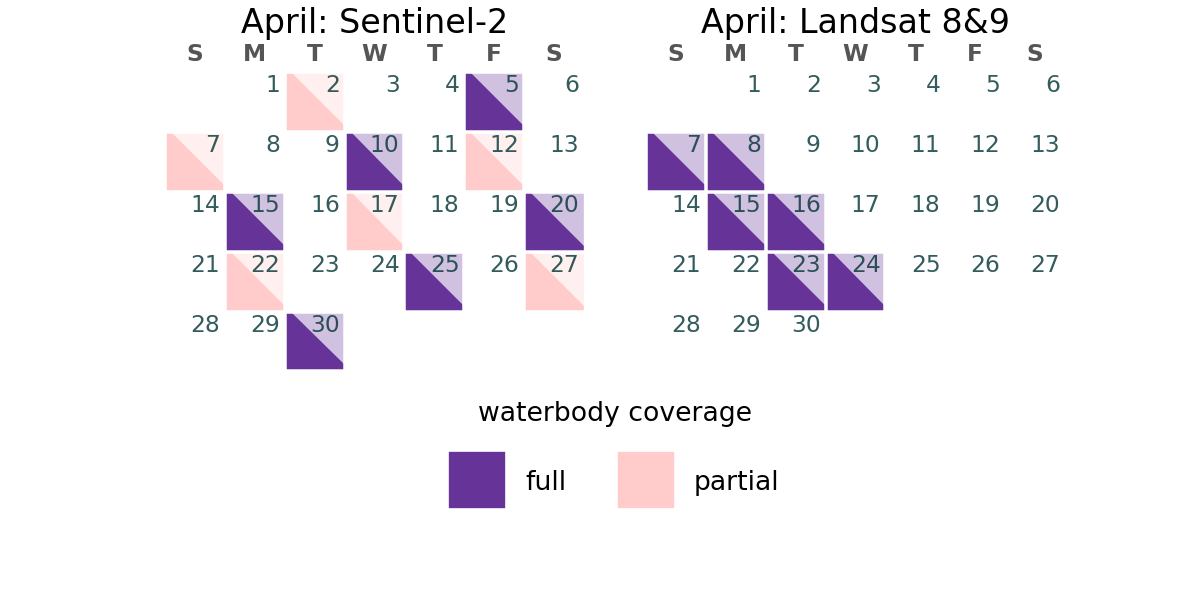 April: Sentinel-2
S M T W T F S
1 2 3 4 5 6
7 8 9 10 11 12 13
14 15 16 17 18 19 20
21 22 23 24 25 26 27
28 29 30
April: Landsat 8&9
S M T W T F S
1 2 3 4 5 6
7 8 9 10 11 12 13
14 15 16 17 18 19 20
21 22 23 24 25 26 27
28 29 30
waterbody coverage
full partial